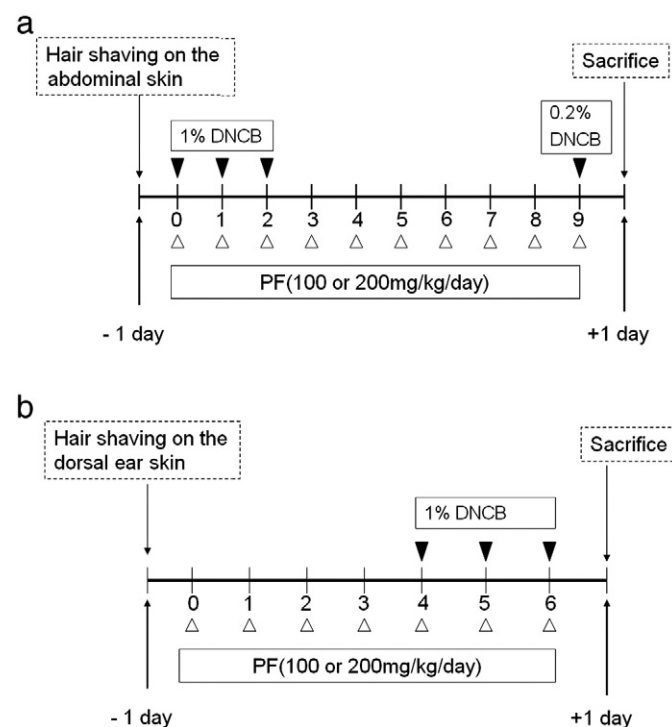 a
Hair shaving on the
abdominal skin
Sacrifice
1% DNCB
0.2%
DNCB
0 1 2 3 4 5 6 7 8 9
PF(100 or 200mg/kg/day)
- 1 day
+1 day
b
Hair shaving on the
dorsal ear skin
Sacrifice
1% DNCB
0 1 2 3 4 5 6
PF(100 or 200mg/kg/day)
- 1 day
+1 day